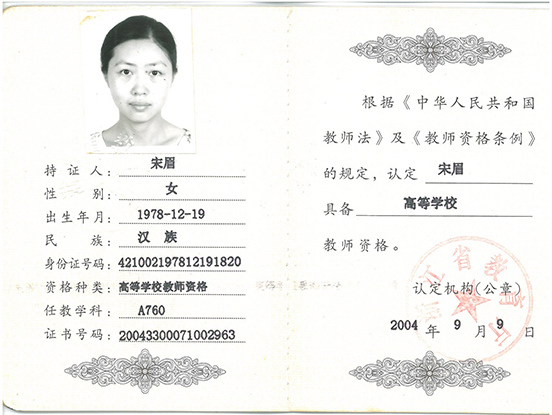 持证人：宋眉
性别：女
出生年月：1978-12-19
民族：汉族
身份证号码：421002197812191820
资格种类：高等学校教师资格
任教学科：A760
证书号码：20043300071002963
根据《中华人民共和国
教师法》及《教师资格条例》
的规定，认定 宋眉
具备 高等学校
教师资格。
浙江省教育厅
认定机构(公章)
2004 年 9 月 9 日